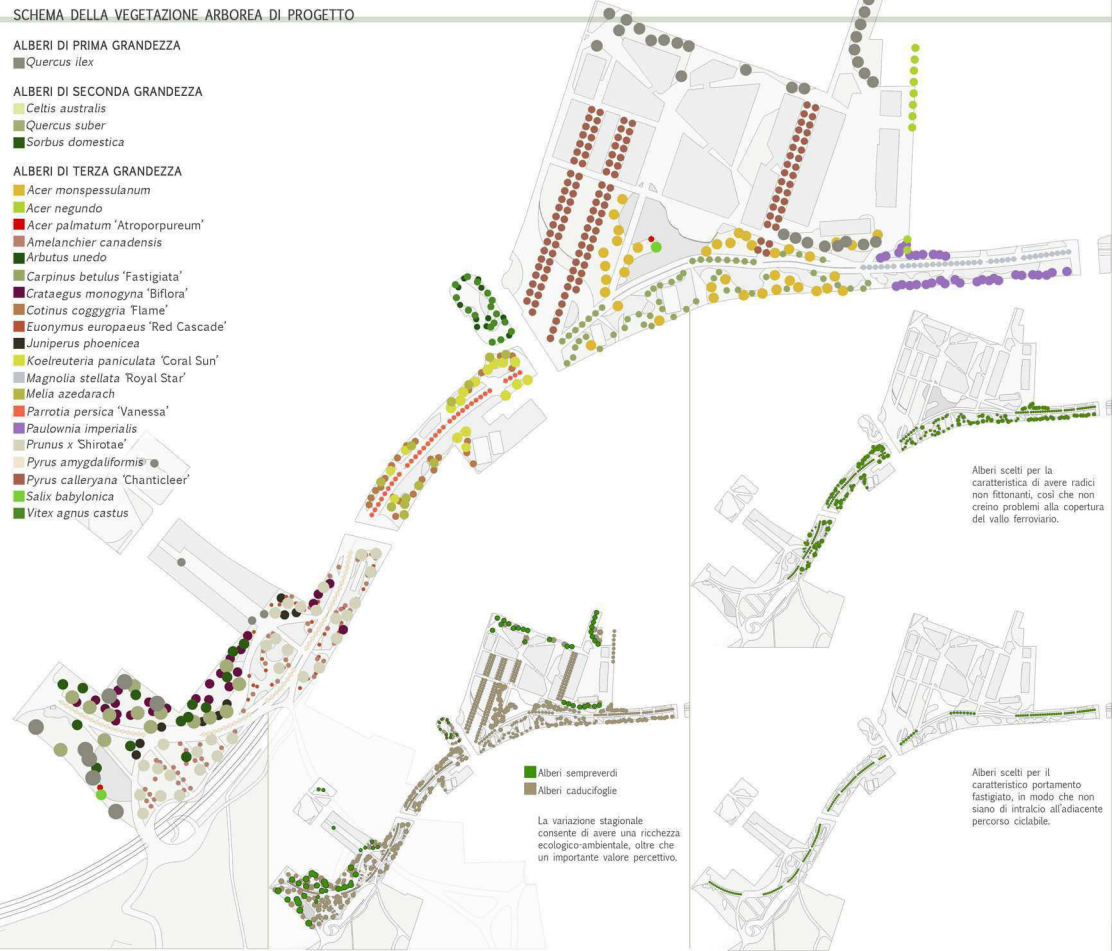 SCHEMA DELLA VEGETAZIONE ARBOREA DI PROGETTO
ALBERI DI PRIMA GRANDEZZA
Quercus ilex
ALBERI DI SECONDA GRANDEZZA
Celtis australis
Quercus suber
Sorbus domestica
ALBERI DI TERZA GRANDEZZA
Acer monspessulanum
Acer negundo
Acer palmatum ‘Atroporpureum’
Amelanchier canadensis
Arbutus unedo
Carpinus betulus ‘Fastigiata’
Crataegus monogyna ‘Biflora’
Cotinus coggygria ‘Flame’
Euonymus europaeus ‘Red Cascade’
Juniperus phoenicea
Koelreuteria paniculata ‘Coral Sun’
Magnolia stellata ‘Royal Star’
Melia azedarach
Parrotia persica ‘Vanessa’
Paulownia imperialis
Prunus x ‘Shirotae’
Pyrus amygdaliformis
Pyrus calleryana ‘Chanticleer’
Salix babylonica
Vitex agnus castus
Alberi scelti per la
caratteristica di avere radici
non fittonanti, così che non
creino problemi alla copertura
del vallo ferroviario.
Alberi sempreverdi
Alberi caducifoglie
La variazione stagionale
consente di avere una ricchezza
ecologico-ambientale, oltre che
un importante valore percettivo.
Alberi scelti per il
caratteristico portamento
fastigiato, in modo che non
siano di intralcio all’adiacente
percorso ciclabile.